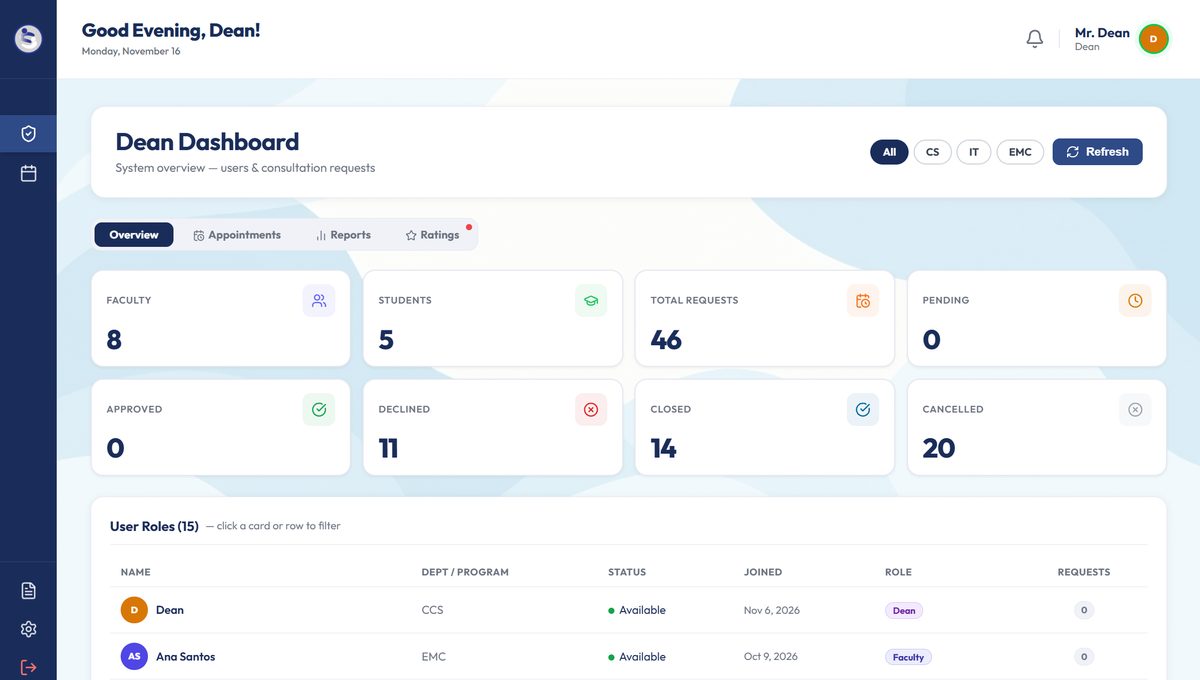 Good Evening, Dean!
Monday, November 16
Mr. Dean
Dean
D
Dean Dashboard
System overview — users & consultation requests
All
CS
IT
EMC
Refresh
Overview
Appointments
Reports
Ratings
FACULTY
8
STUDENTS
5
TOTAL REQUESTS
46
PENDING
0
APPROVED
0
DECLINED
11
CLOSED
14
CANCELLED
20
User Roles (15) — click a card or row to filter
NAME DEPT / PROGRAM STATUS JOINED ROLE REQUESTS
D Dean CCS Available Nov 6, 2026 Dean 0
AS Ana Santos EMC Available Oct 9, 2026 Faculty 0